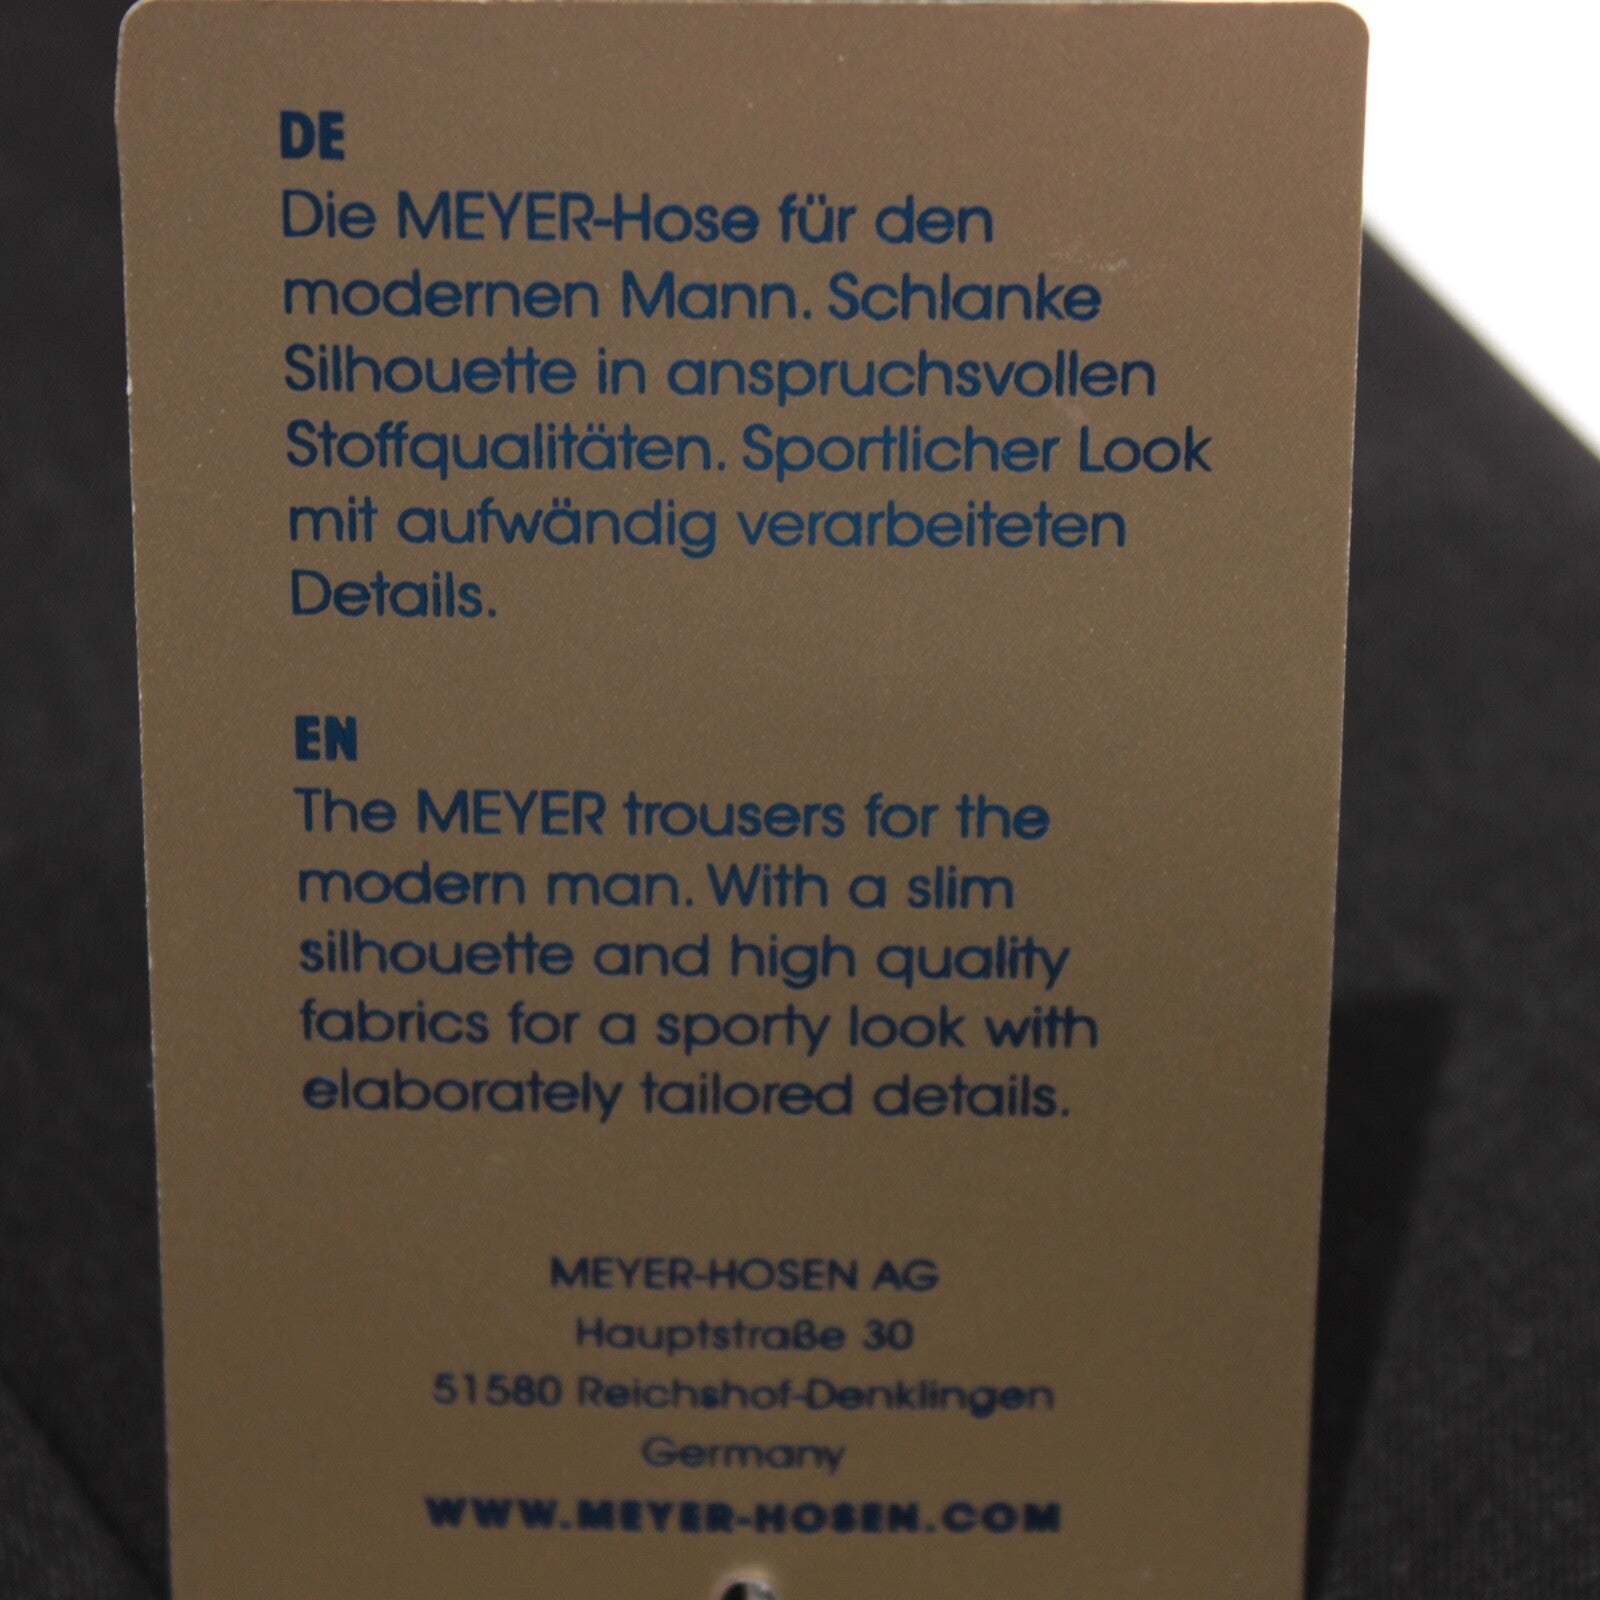 DE
Die MEYER-Hose für den
modernen Mann. Schlanke
Silhouette in anspruchsvollen
Stoffqualitäten. Sportlicher Look
mit aufwändig verarbeiteten
Details.
EN
The MEYER trousers for the
modern man. With a slim
silhouette and high quality
fabrics for a sporty look with
elaborately tailored details.
MEYER-HOSEN AG
Hauptstraße 30
51580 Reichshof-Denklingen
Germany
WWW.MEYER-HOSEN.COM